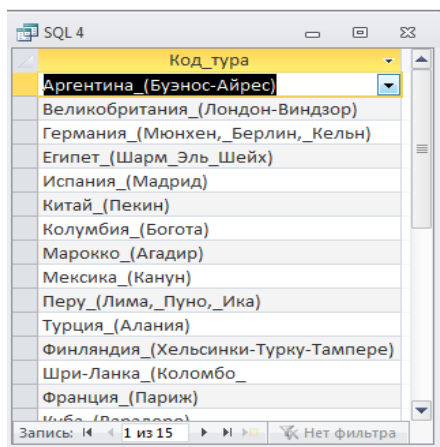 SQL 4
Код_тура
Аргентина_(Буэнос-Айрес)
Великобритания_(Лондон-Виндзор)
Германия_(Мюнхен,_Берлин,_Кельн)
Египет_(Шарм_Эль_Шейх)
Испания_(Мадрид)
Китай_(Пекин)
Колумбия_(Богота)
Марокко_(Агадир)
Мексика_(Канун)
Перу_(Лима,_Пуно,_Ика)
Турция_(Алания)
Финляндия_(Хельсинки-Турку-Тампере)
Шри-Ланка_(Коломбо_
Франция_(Париж)
Куба_(Варадеро)
Запись: 1 из 15 Нет фильтра